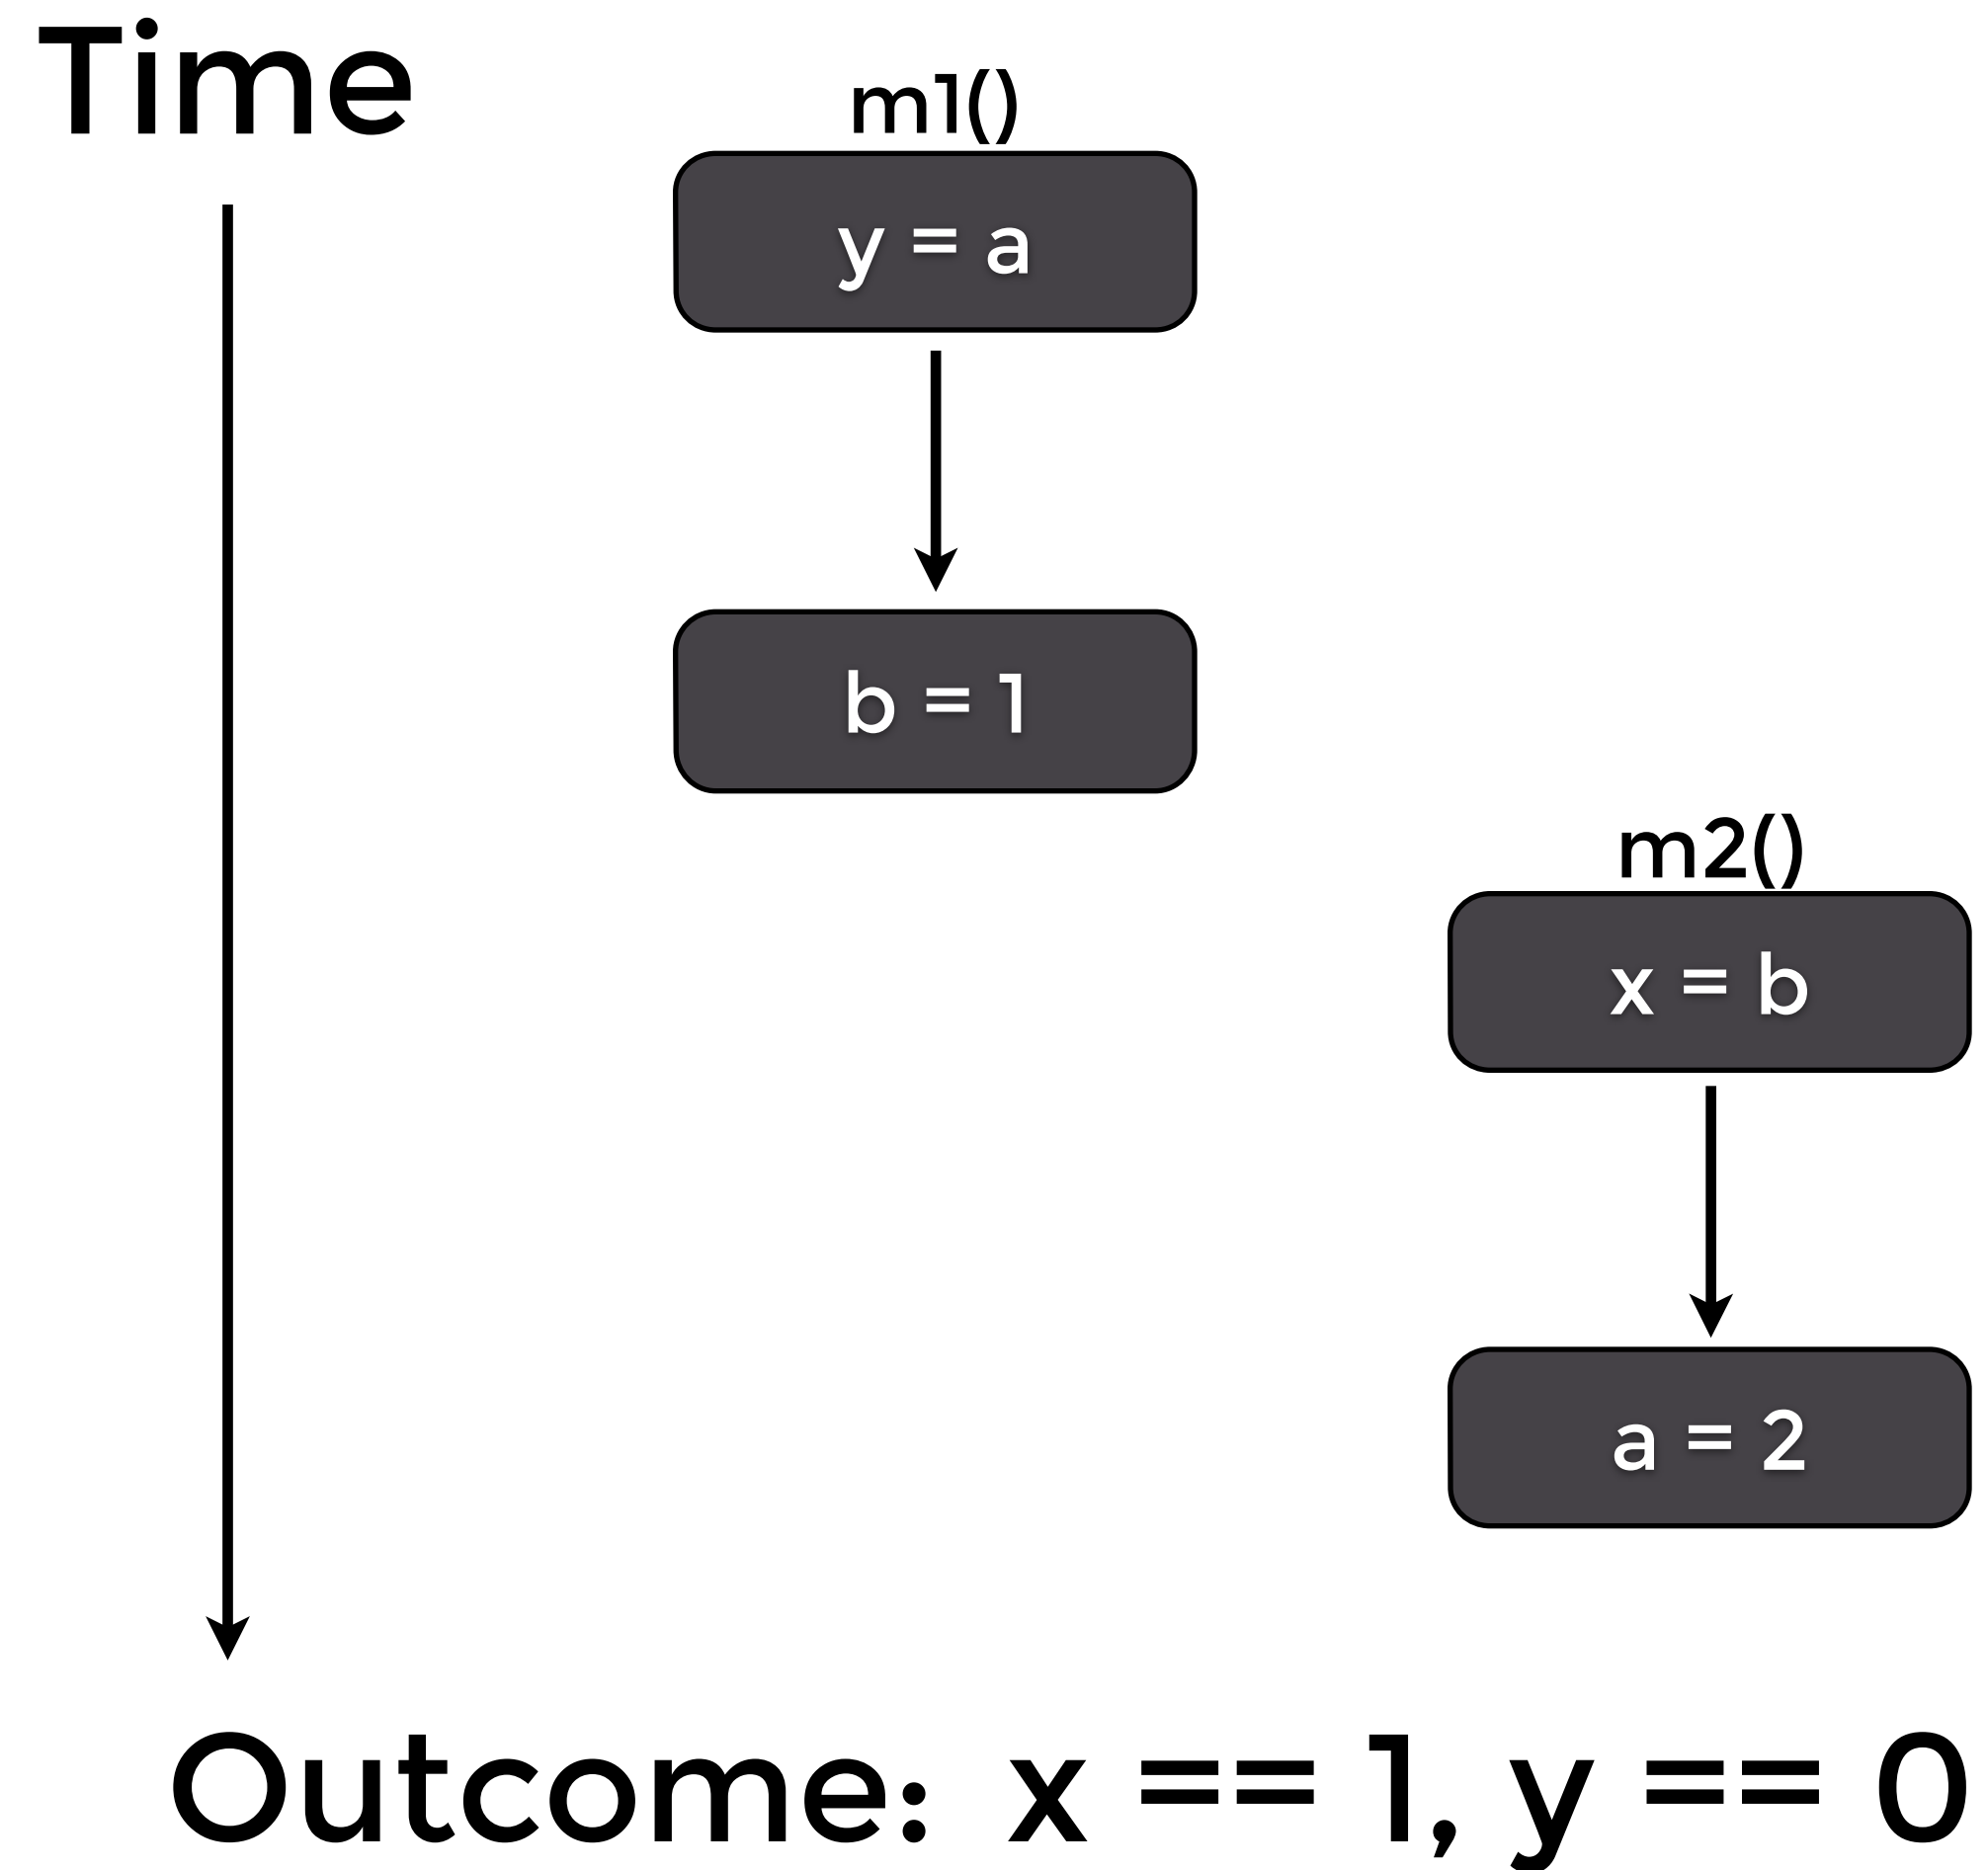 Time
m1()
y = a
b = 1
m2()
x = b
a = 2
Outcome: x == 1, y == 0